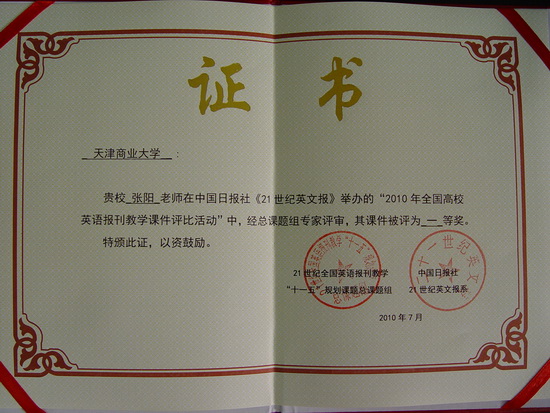 证书
天津商业大学：
贵校 张阳 老师在中国日报社《21世纪英文报》举办的“2010年全国高校
英语报刊教学课件评比活动”中，经总课题组专家评审，其课件被评为 一 等奖。
特颁此证，以资鼓励。
21世纪全国英语报刊教学 中国日报社
“十一五”规划课题总课题组 21世纪英文报系
2010年7月